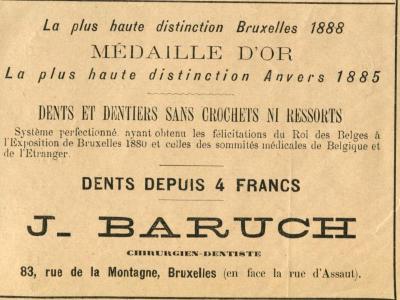 La plus haute distinction Bruxelles 1888
MÉDAILLE D'OR
La plus haute distinction Anvers 1885
DENTS ET DENTIERS SANS CROCHETS NI RESSORTS
Système perfectionné, ayant obtenu les félicitations du Roi des Belges à
l'Exposition de Bruxelles 1880 et celles des sommités médicales de Belgique et
de l'Etranger.
DENTS DEPUIS 4 FRANCS
J. BARUCH
CHIRURGIEN-DENTISTE
83, rue de la Montagne, Bruxelles (en face la rue d'Assaut).